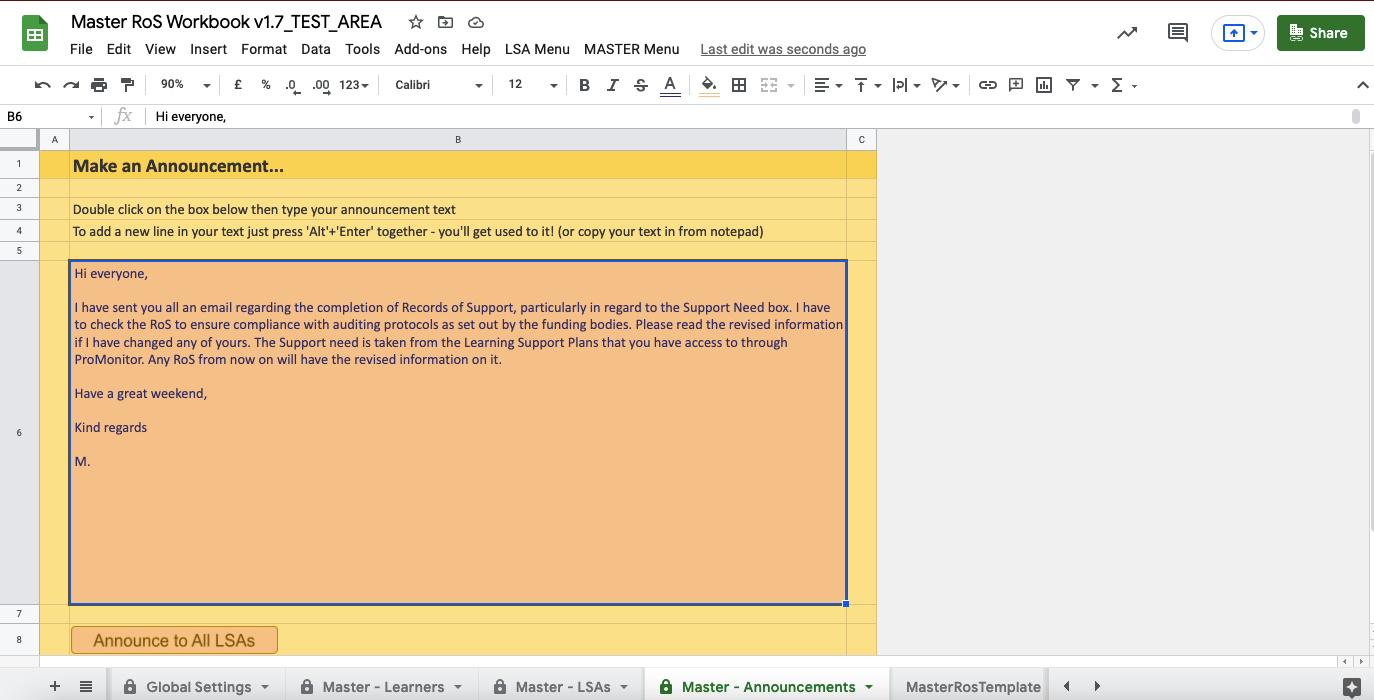 Master RoS Workbook v1.7_TEST_AREA
File Edit View Insert Format Data Tools Add-ons Help LSA Menu MASTER Menu Last edit was seconds ago
Share
90% £ % .0 .00 123 Calibri 12 B I S A
B6 fx Hi everyone,
A B C
1 Make an Announcement...
2
3 Double click on the box below then type your announcement text
4 To add a new line in your text just press 'Alt'+'Enter' together - you'll get used to it! (or copy your text in from notepad)
5
Hi everyone,
I have sent you all an email regarding the completion of Records of Support, particularly in regard to the Support Need box. I have
to check the RoS to ensure compliance with auditing protocols as set out by the funding bodies. Please read the revised information
if I have changed any of yours. The Support need is taken from the Learning Support Plans that you have access to through
ProMonitor. Any RoS from now on will have the revised information on it.
Have a great weekend,
Kind regards
6
M.
7
8 Announce to All LSAs
Global Settings Master - Learners Master - LSAs Master - Announcements MasterRosTemplate